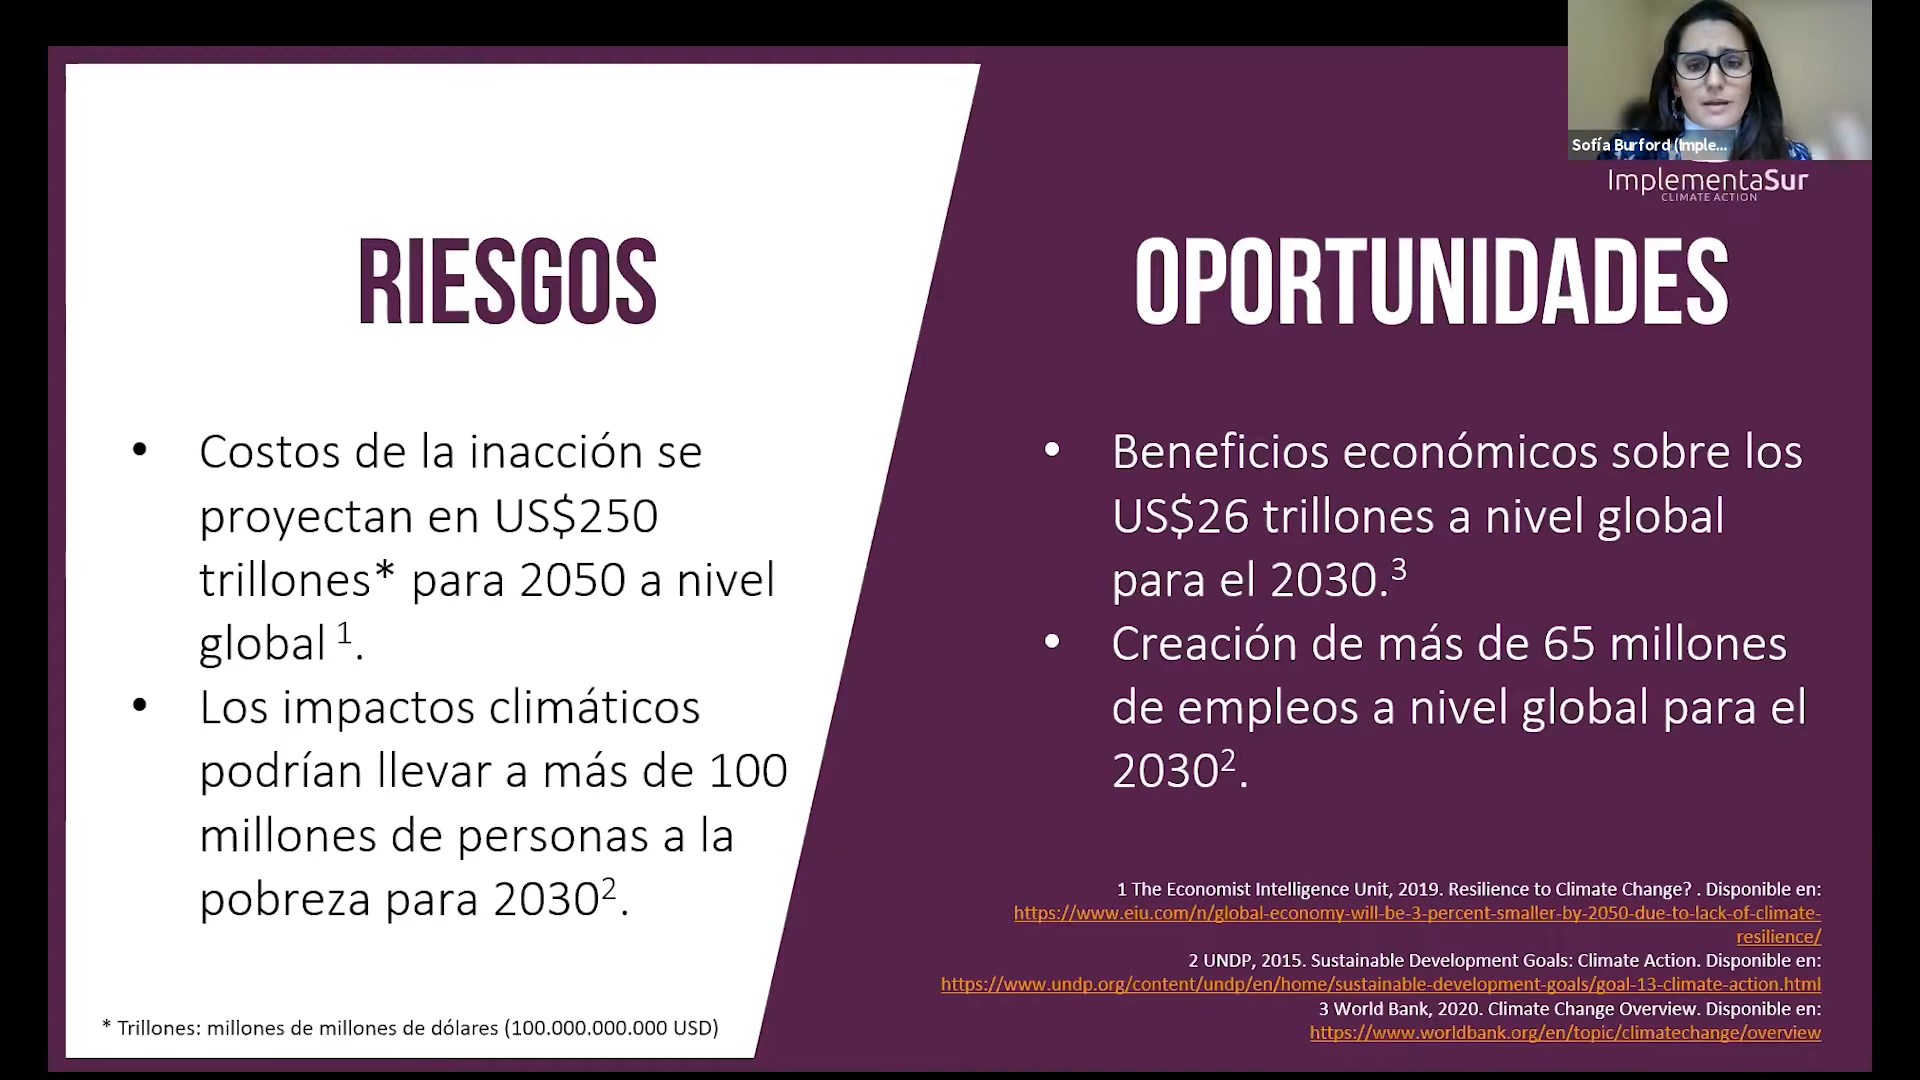 Sofía Burford (Imple...
ImplementaSur
CLIMATE ACTION
RIESGOS
• Costos de la inacción se
proyectan en US$250
trillones* para 2050 a nivel
global ¹.
• Los impactos climáticos
podrían llevar a más de 100
millones de personas a la
pobreza para 2030².
* Trillones: millones de millones de dólares (100.000.000.000 USD)
OPORTUNIDADES
• Beneficios económicos sobre los
US$26 trillones a nivel global
para el 2030.³
• Creación de más de 65 millones
de empleos a nivel global para el
2030².
1 The Economist Intelligence Unit, 2019. Resilience to Climate Change? . Disponible en:
https://www.eiu.com/n/global-economy-will-be-3-percent-smaller-by-2050-due-to-lack-of-climate-
resilience/
2 UNDP, 2015. Sustainable Development Goals: Climate Action. Disponible en:
https://www.undp.org/content/undp/en/home/sustainable-development-goals/goal-13-climate-action.html
3 World Bank, 2020. Climate Change Overview. Disponible en:
https://www.worldbank.org/en/topic/climatechange/overview